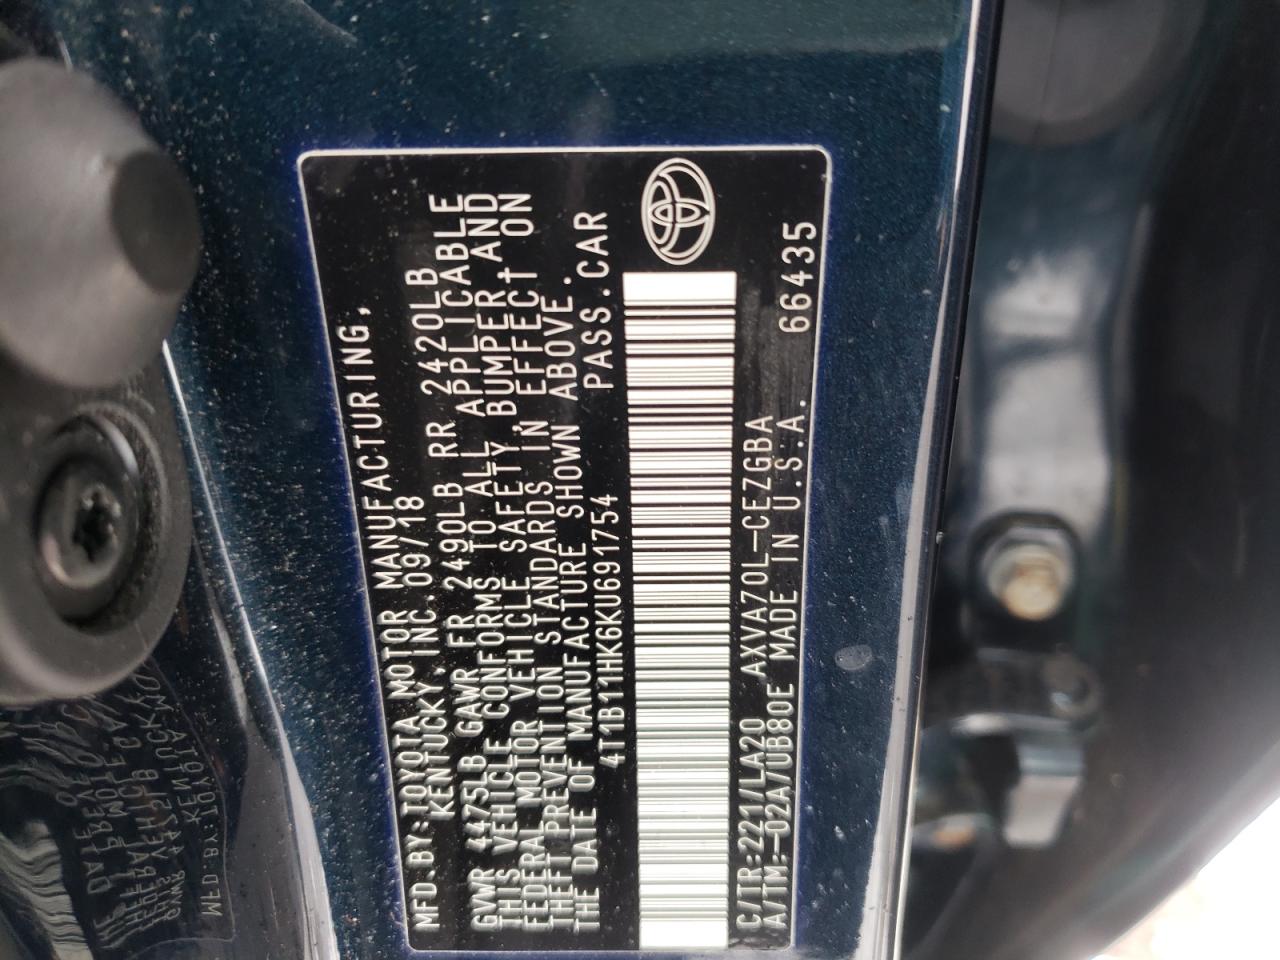 MFD.BY:TOYOTA MOTOR MANUFACTURING,
KENTUCKY,INC.09/18
GVWR 4475LB GAWR FR 2490LB RR 2420LB
THIS VEHICLE CONFORMS TO ALL APPLICABLE
FEDERAL MOTOR VEHICLE SAFETY,BUMPER,AND
THEFT PREVENTION STANDARDS IN EFFECT ON
THE DATE OF MANUFACTURE SHOWN ABOVE.
4T1B11HK6KU691754 PASS.CAR
C/TR:221/LA20 AXVA70L-CEZGBA
A/TM:-02A/UB80E MADE IN U.S.A. 66435